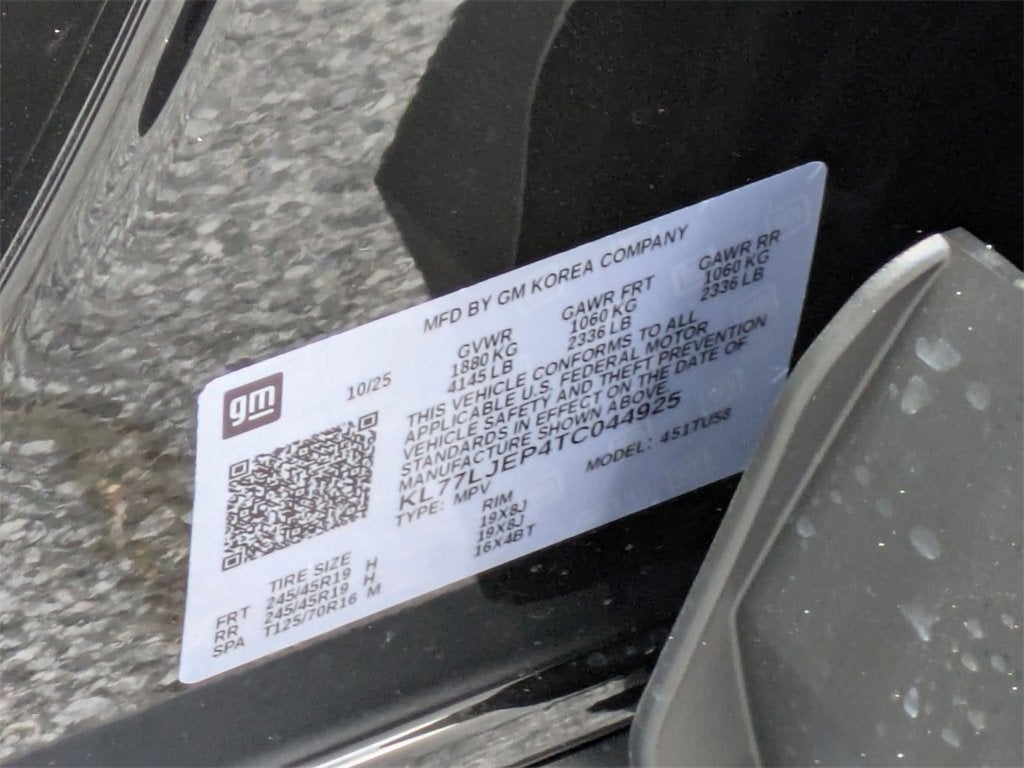 MFD BY GM KOREA COMPANY
gm
10/25
GVWR GAWR FRT GAWR RR
1880 KG 1060 KG 1060 KG
4145 LB 2336 LB 2336 LB
THIS VEHICLE CONFORMS TO ALL
APPLICABLE U.S. FEDERAL MOTOR
VEHICLE SAFETY AND THEFT PREVENTION
STANDARDS IN EFFECT ON THE DATE OF
MANUFACTURE SHOWN ABOVE.
KL77LJEP4TC044925
TYPE: MPV MODEL: 451TU58
TIRE SIZE RIM
FRT 245/45R19 H 19X8J
RR 245/45R19 H 19X8J
SPA T125/70R16 M 16X4BT